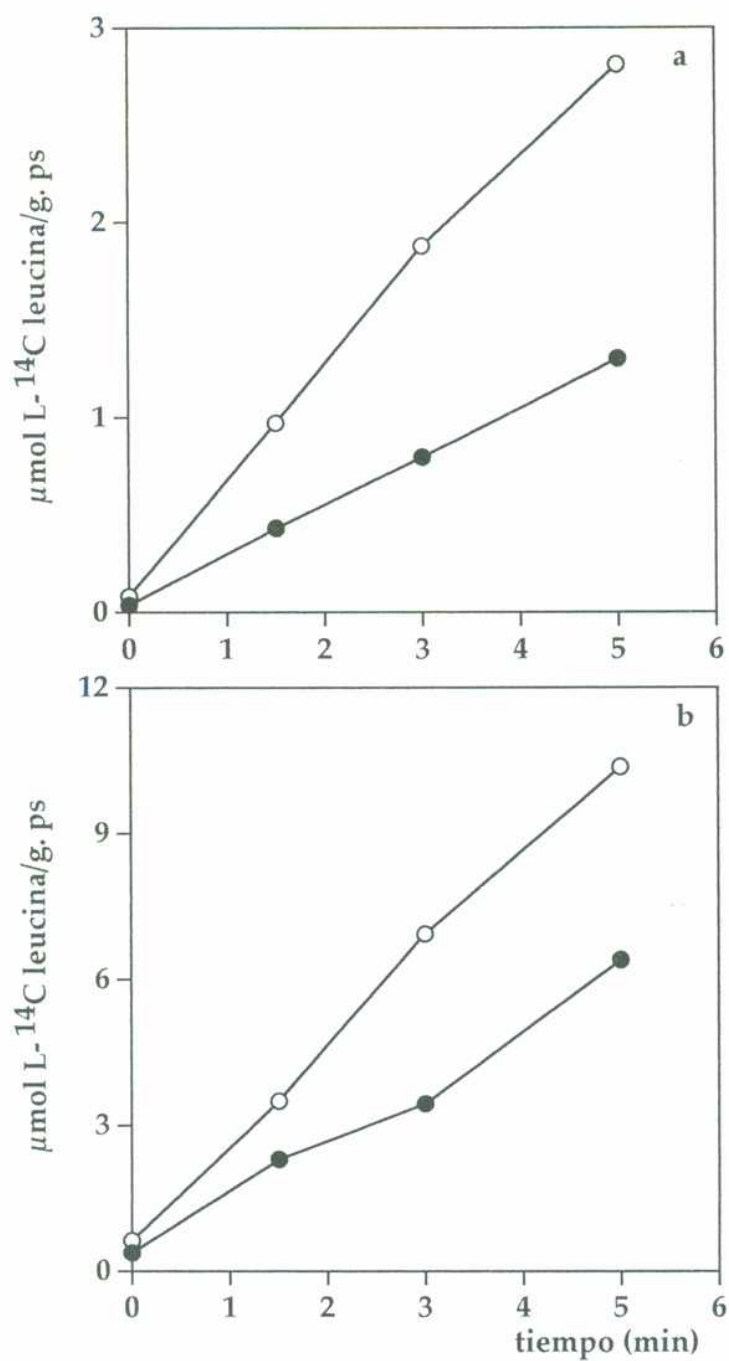 3
a
2
1
0
0 1 2 3 4 5 6
µmol L-¹⁴C leucina/g. ps
12
b
9
6
3
0
0 1 2 3 4 5 6
µmol L-¹⁴C leucina/g. ps
tiempo (min)